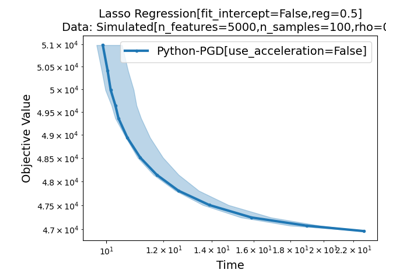 Lasso Regression[fit_intercept=False,reg=0.5]
Data: Simulated[n_features=5000,n_samples=100,rho=0
Python-PGD[use_acceleration=False]
Objective Value
5.1 × 10⁴
5.05 × 10⁴
5 × 10⁴
4.95 × 10⁴
4.9 × 10⁴
4.85 × 10⁴
4.8 × 10⁴
4.75 × 10⁴
4.7 × 10⁴
10¹ 1.2 × 10¹ 1.4 × 10¹ 1.6 × 10¹ 1.8 × 10¹ 2 × 10¹ 2.2 × 10¹
Time